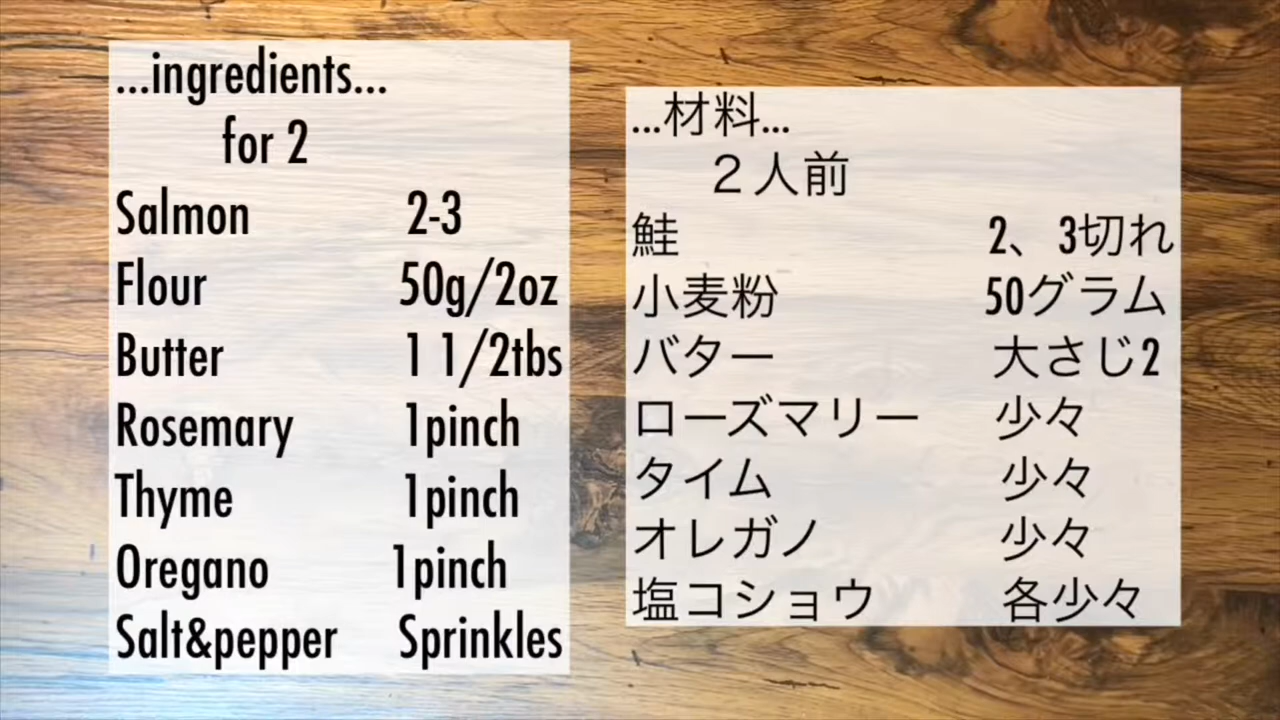 ...ingredients...
for 2
Salmon 2-3
Flour 50g/2oz
Butter 1 1/2tbs
Rosemary 1pinch
Thyme 1pinch
Oregano 1pinch
Salt&pepper Sprinkles
...材料...
２人前
鮭 2、3切れ
小麦粉 50グラム
バター 大さじ2
ローズマリー 少々
タイム 少々
オレガノ 少々
塩コショウ 各少々